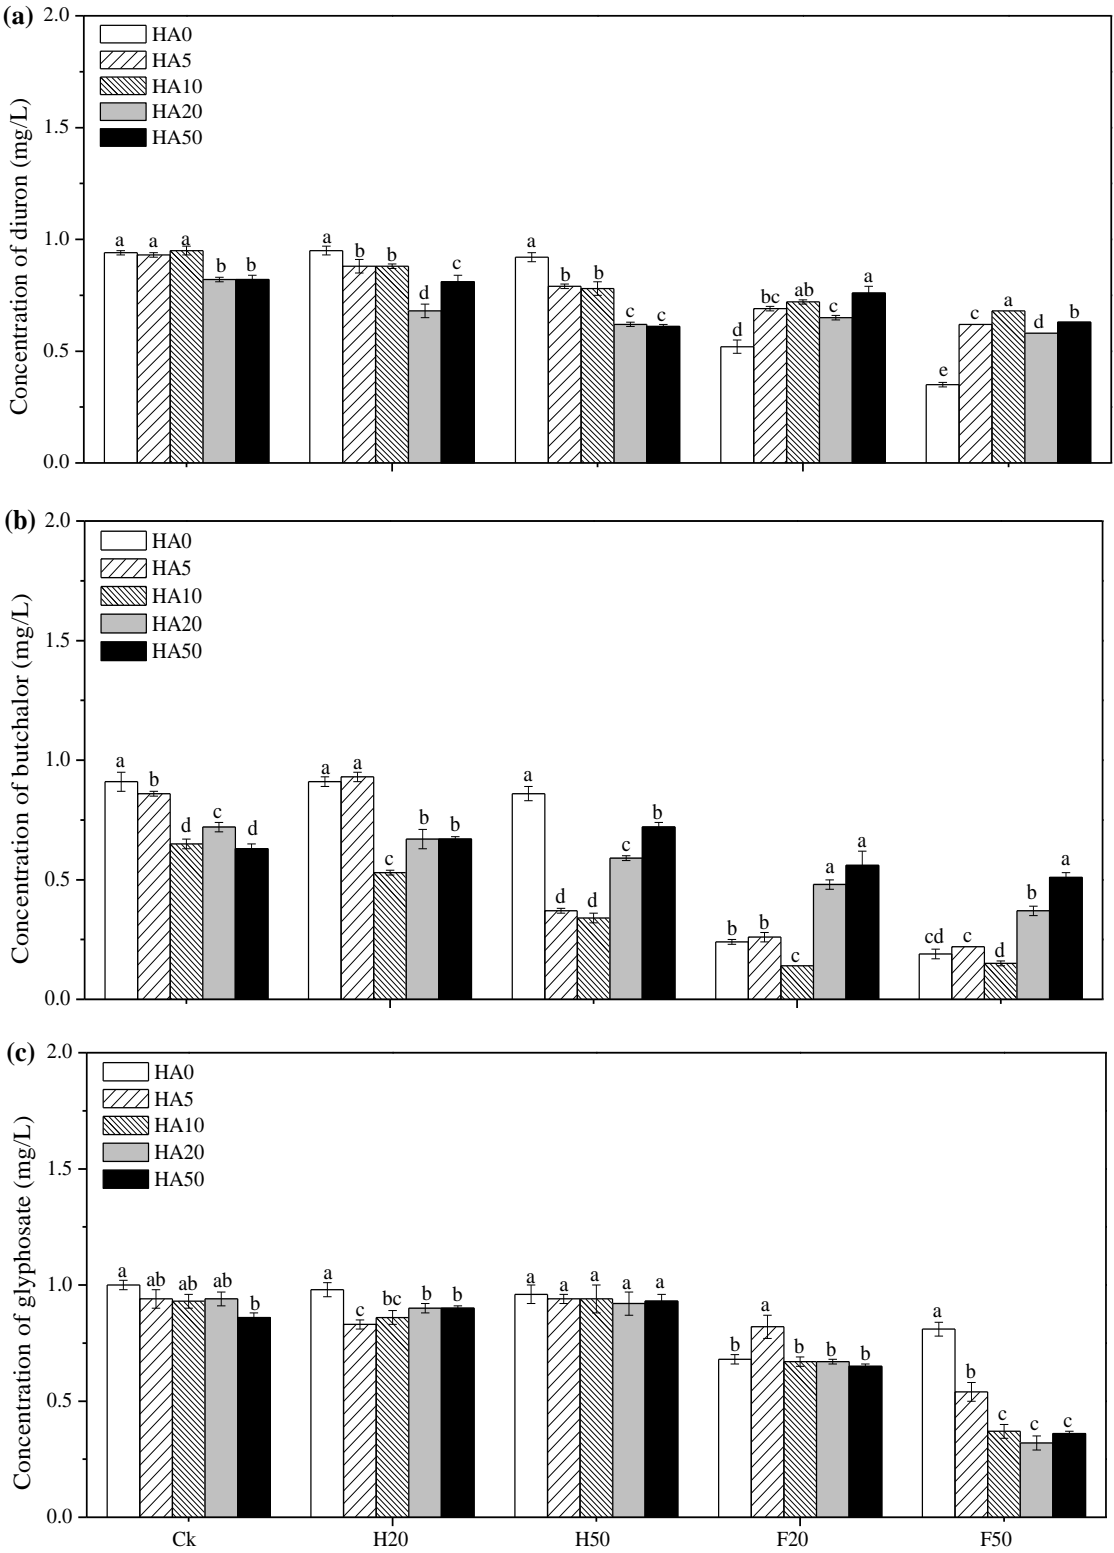 (a)
2.0
1.5
1.0
0.5
0.0
Concentration of diuron (mg/L)
HA0
HA5
HA10
HA20
HA50
a a a b b
a b b d c
a b b c c
d bc ab c a
e c a d b
(b)
2.0
1.5
1.0
0.5
0.0
Concentration of butchalor (mg/L)
HA0
HA5
HA10
HA20
HA50
a b d c d
a a c b b
a d d c b
b b c a a
cd c d b a
(c)
2.0
1.5
1.0
0.5
0.0
Concentration of glyphosate (mg/L)
HA0
HA5
HA10
HA20
HA50
a ab ab ab b
a c bc b b
a a a a a
b a b b b
a b c c c
Ck H20 H50 F20 F50